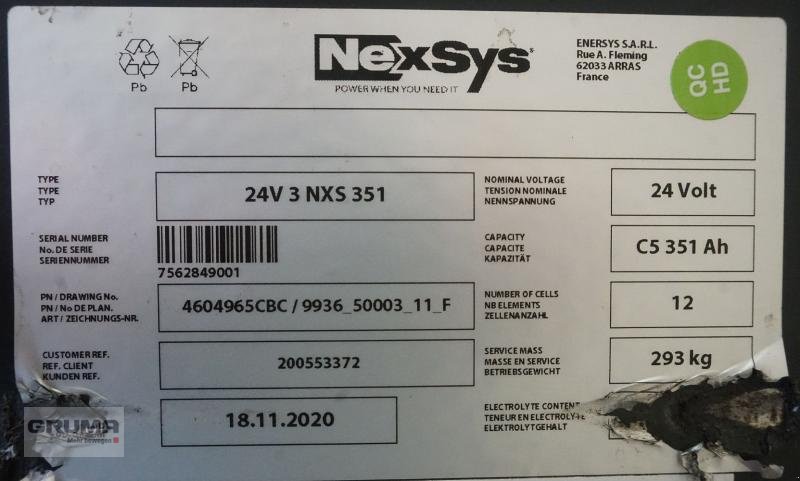 Pb
Pb
NexSys
POWER WHEN YOU NEED IT
ENERSYS S.A.R.L.
Rue A. Fleming
62033 ARRAS
France
QC
HD
TYPE
TYPE
TYP
24V 3 NXS 351
NOMINAL VOLTAGE
TENSION NOMINALE
NENNSPANNUNG
24 Volt
SERIAL NUMBER
No. DE SERIE
SERIENNUMMER
7562849001
CAPACITY
CAPACITE
KAPAZITÄT
C5 351 Ah
PN / DRAWING No.
PN / No DE PLAN.
ART / ZEICHNUNGS-NR.
4604965CBC / 9936_50003_11_F
NUMBER OF CELLS
NB ELEMENTS
ZELLENANZAHL
12
CUSTOMER REF.
REF. CLIENT
KUNDEN REF.
200553372
SERVICE MASS
MASSE EN SERVICE
BETRIEBSGEWICHT
293 kg
GRUMA
Mehr bewegen.
18.11.2020
ELECTROLYTE CONTENT
TENEUR EN ELECTROLYTE
ELEKTROLYTGEHALT